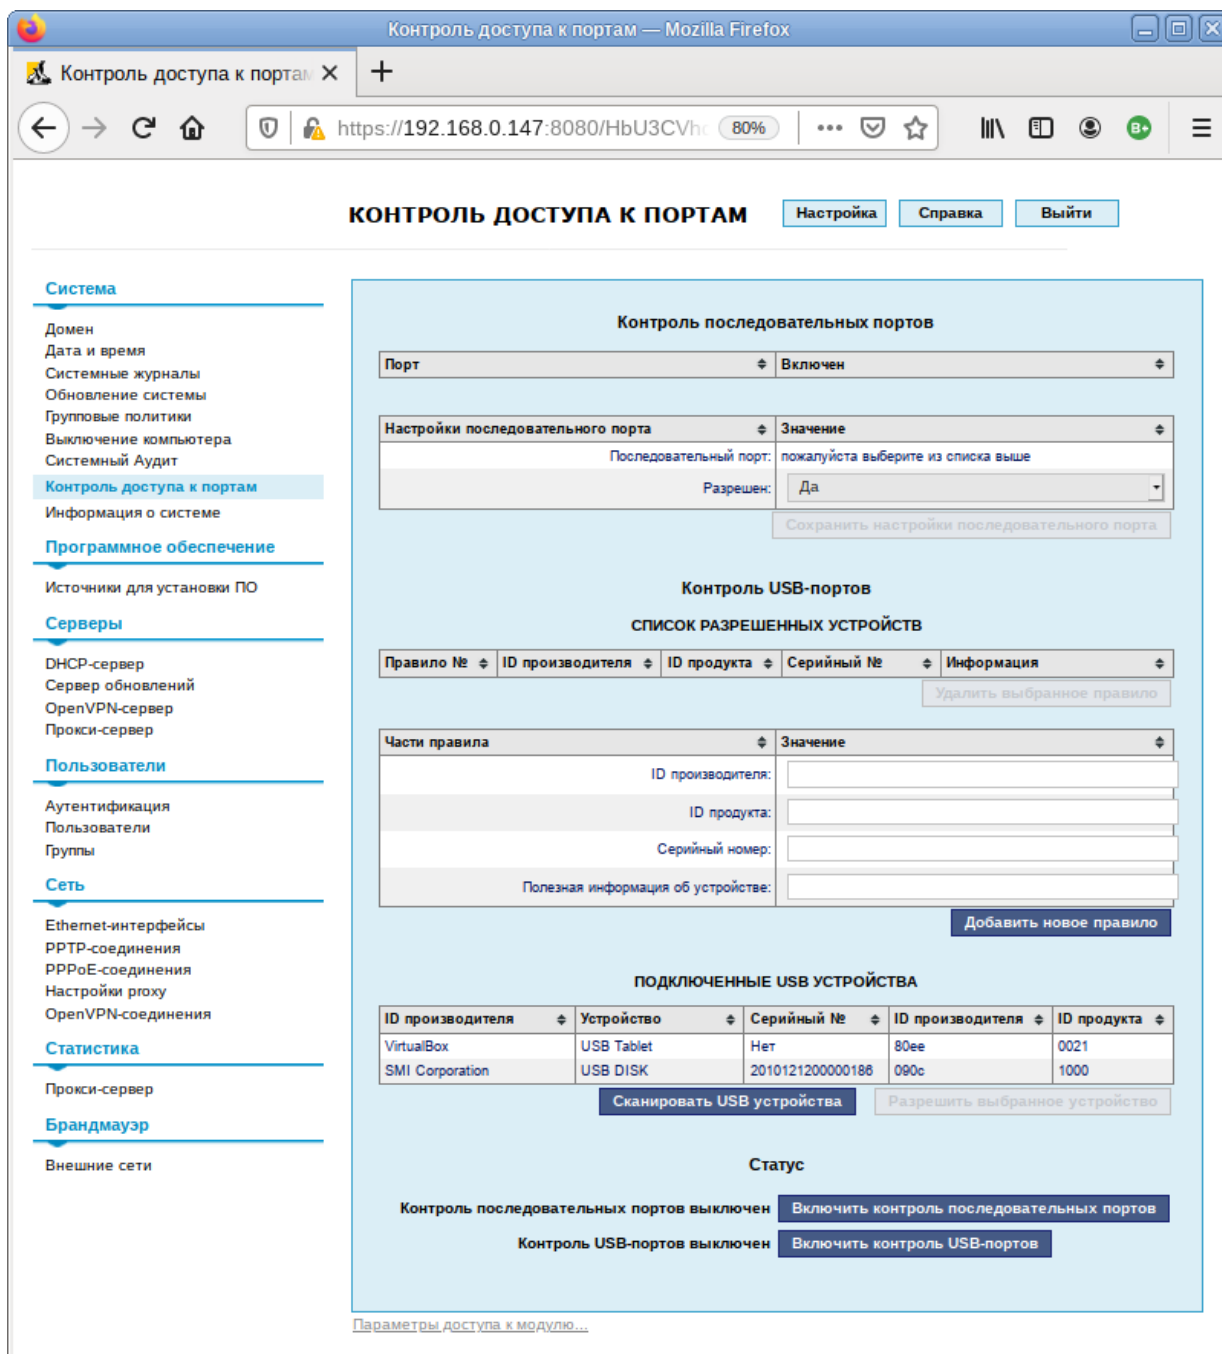 Контроль доступа к портам — Mozilla Firefox
Контроль доступа к портам
https://192.168.0.147:8080/HbU3CVh
80%
КОНТРОЛЬ ДОСТУПА К ПОРТАМ
Настройка
Справка
Выйти
Система
Домен
Дата и время
Системные журналы
Обновление системы
Групповые политики
Выключение компьютера
Системный Аудит
Контроль доступа к портам
Информация о системе
Программное обеспечение
Источники для установки ПО
Серверы
DHCP-сервер
Сервер обновлений
OpenVPN-сервер
Прокси-сервер
Пользователи
Аутентификация
Пользователи
Группы
Сеть
Ethernet-интерфейсы
PPTP-соединения
PPPoE-соединения
Настройки proxy
OpenVPN-соединения
Статистика
Прокси-сервер
Брандмауэр
Внешние сети
Контроль последовательных портов
Порт Включен
Настройки последовательного порта Значение
Последовательный порт: пожалуйста выберите из списка выше
Разрешен: Да
Сохранить настройки последовательного порта
Контроль USB-портов
СПИСОК РАЗРЕШЕННЫХ УСТРОЙСТВ
Правило № ID производителя ID продукта Серийный № Информация
Удалить выбранное правило
Части правила Значение
ID производителя:
ID продукта:
Серийный номер:
Полезная информация об устройстве:
Добавить новое правило
ПОДКЛЮЧЕННЫЕ USB УСТРОЙСТВА
ID производителя Устройство Серийный № ID производителя ID продукта
VirtualBox USB Tablet Нет 80ee 0021
SMI Corporation USB DISK 2010121200000186 090c 1000
Сканировать USB устройства
Разрешить выбранное устройство
Статус
Контроль последовательных портов выключен Включить контроль последовательных портов
Контроль USB-портов выключен Включить контроль USB-портов
Параметры доступа к модулю...